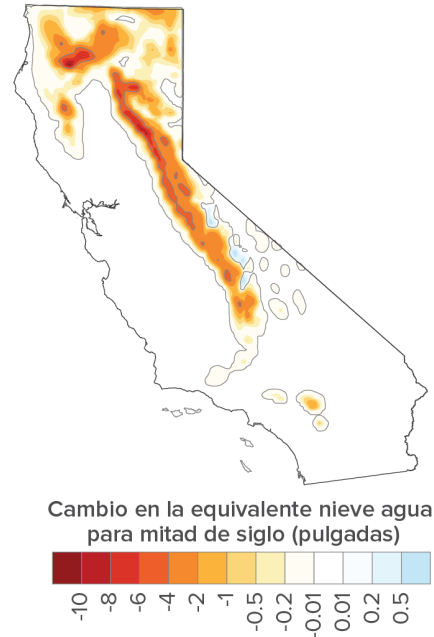 Cambio en la equivalente nieve agua
para mitad de siglo (pulgadas)
-10 -8 -6 -4 -2 -1 -0.5 -0.2 -0.01 0.01 0.2 0.5